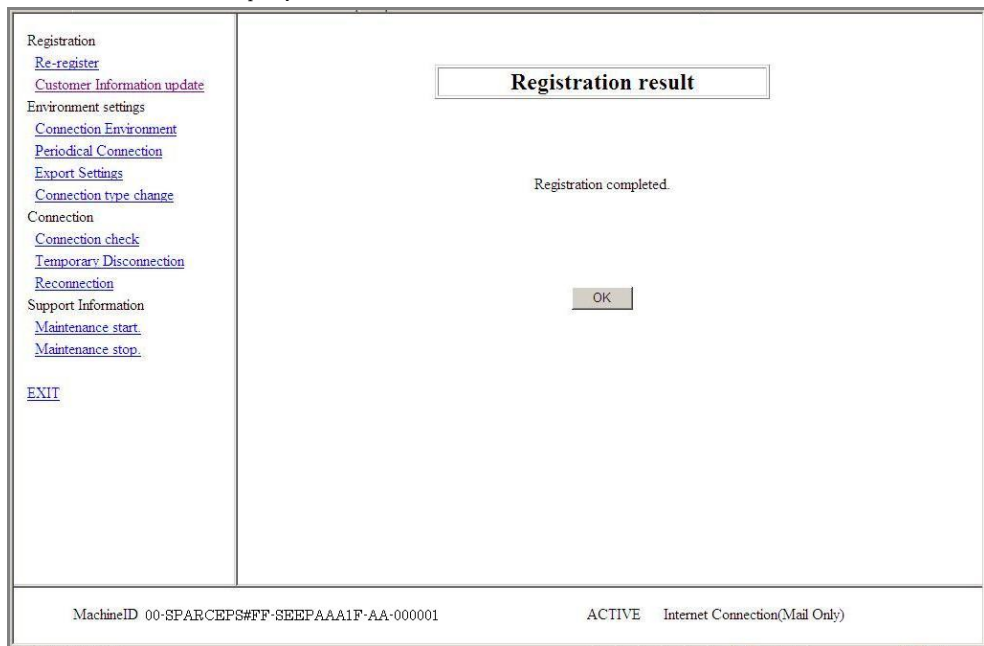 Registration
Re-register
Customer Information update
Environment settings
Connection Environment
Periodical Connection
Export Settings
Connection type change
Connection
Connection check
Temporary Disconnection
Reconnection
Support Information
Maintenance start.
Maintenance stop.
EXIT
Registration result
Registration completed.
OK
MachineID 00-SPARCEPS#FF-SEEPAAA1F-AA-000001 ACTIVE Internet Connection(Mail Only)